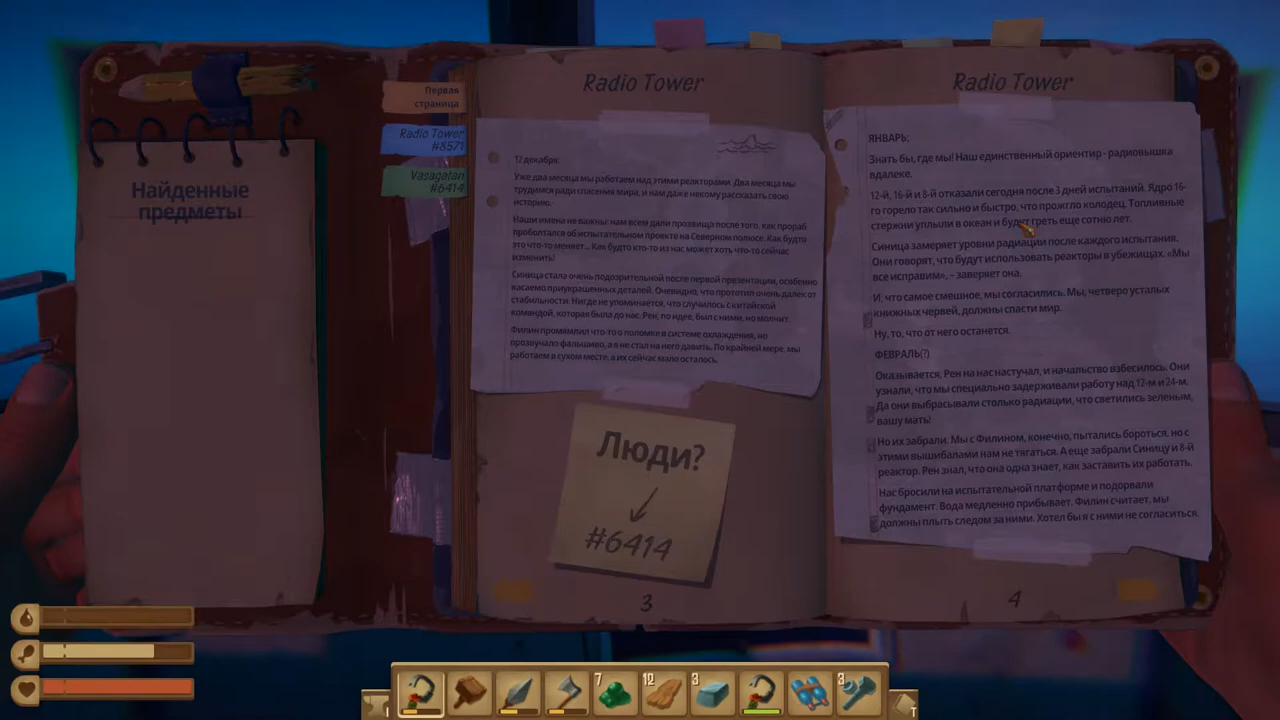 Найденные
предметы
Первая
страница
Radio Tower
#8571
Vasagatan
#6414
Radio Tower
12 декабря:
Уже два месяца мы работаем над этими реакторами. Два месяца мы
трудимся ради спасения мира, и нам даже некому рассказать свою
историю.
Наши имена не важны: нам всем дали прозвища после того, как прораб
проболтался об испытательном проекте на Северном полюсе. Как будто
это что-то меняет... Как будто кто-то из нас может хоть что-то сейчас
изменить!
Синица стала очень подозрительной после первой презентации, особенно
касаемо приукрашенных деталей. Очевидно, что прототип очень далек от
стабильности. Нигде не упоминается, что случилось с китайской
командой, которая была до нас. Рен, по идее, был с ними, но молчит.
Филин промямлил что-то о поломке в системе охлаждения, но
прозвучало фальшиво, а я не стал на него давить. По крайней мере, мы
работаем в сухом месте, а их сейчас мало осталось.
Люди?
#6414
3
Radio Tower
ЯНВАРЬ:
Знать бы, где мы! Наш единственный ориентир - радиовышка
вдалеке.
12-й, 16-й и 8-й отказали сегодня после 3 дней испытаний. Ядро 16-
го горело так сильно и быстро, что прожгло колодец. Топливные
стержни уплыли в океан и будут греть еще сотню лет.
Синица замеряет уровни радиации после каждого испытания.
Они говорят, что будут использовать реакторы в убежищах. «Мы
все исправим», – заверяет она.
И, что самое смешное, мы согласились. Мы, четверо усталых
книжных червей, должны спасти мир.
Ну, то, что от него останется.
ФЕВРАЛЬ(?)
Оказывается, Рен на нас настучал, и начальство взбесилось. Они
узнали, что мы специально задерживали работу над 12-м и 24-м.
Да они выбрасывали столько радиации, что светились зеленым,
вашу мать!
Но их забрали. Мы с Филином, конечно, пытались бороться, но с
этими вышибалами нам не тягаться. А еще забрали Синицу и 8-й
реактор. Рен знал, что она одна знает, как заставить их работать.
Нас бросили на испытательной платформе и подорвали
фундамент. Вода медленно прибывает. Филин считает, мы
должны плыть следом за ними. Хотел бы я с ними не согласиться.
4
7
12
3
3
T